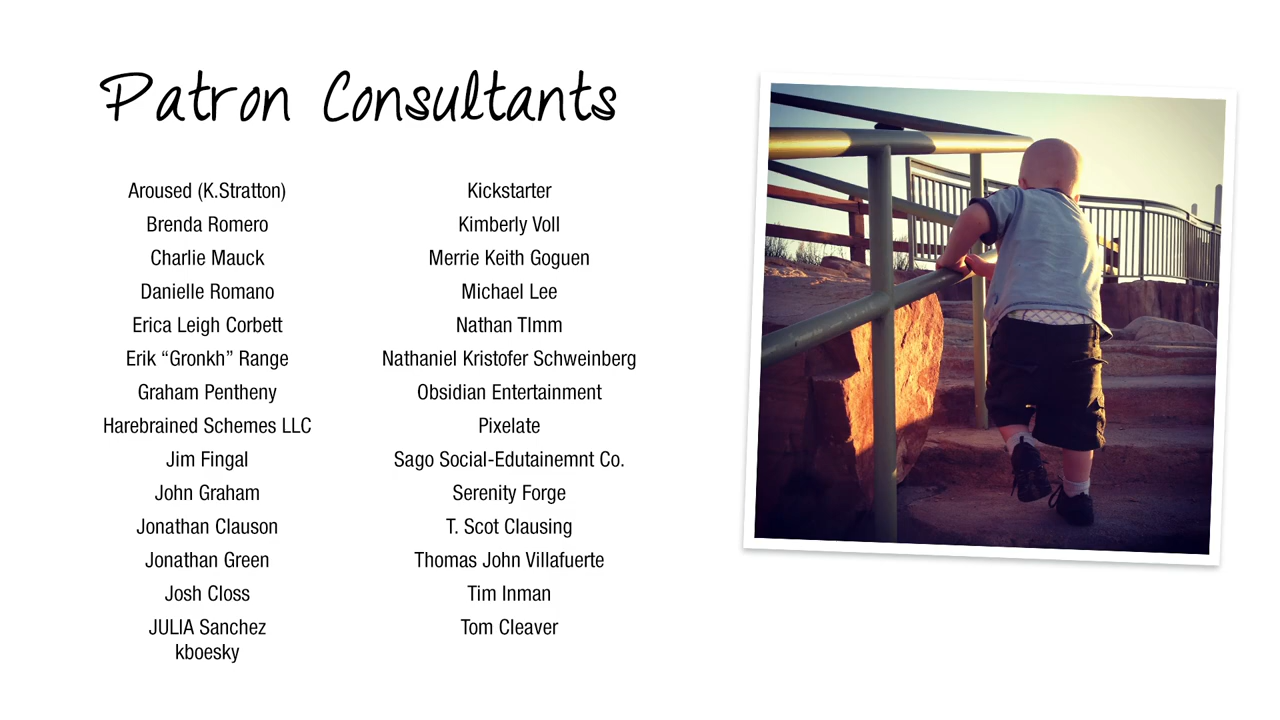 Patron Consultants
Aroused (K.Stratton)
Brenda Romero
Charlie Mauck
Danielle Romano
Erica Leigh Corbett
Erik “Gronkh” Range
Graham Pentheny
Harebrained Schemes LLC
Jim Fingal
John Graham
Jonathan Clauson
Jonathan Green
Josh Closs
JULIA Sanchez
kboesky
Kickstarter
Kimberly Voll
Merrie Keith Goguen
Michael Lee
Nathan TImm
Nathaniel Kristofer Schweinberg
Obsidian Entertainment
Pixelate
Sago Social-Edutainemnt Co.
Serenity Forge
T. Scot Clausing
Thomas John Villafuerte
Tim Inman
Tom Cleaver